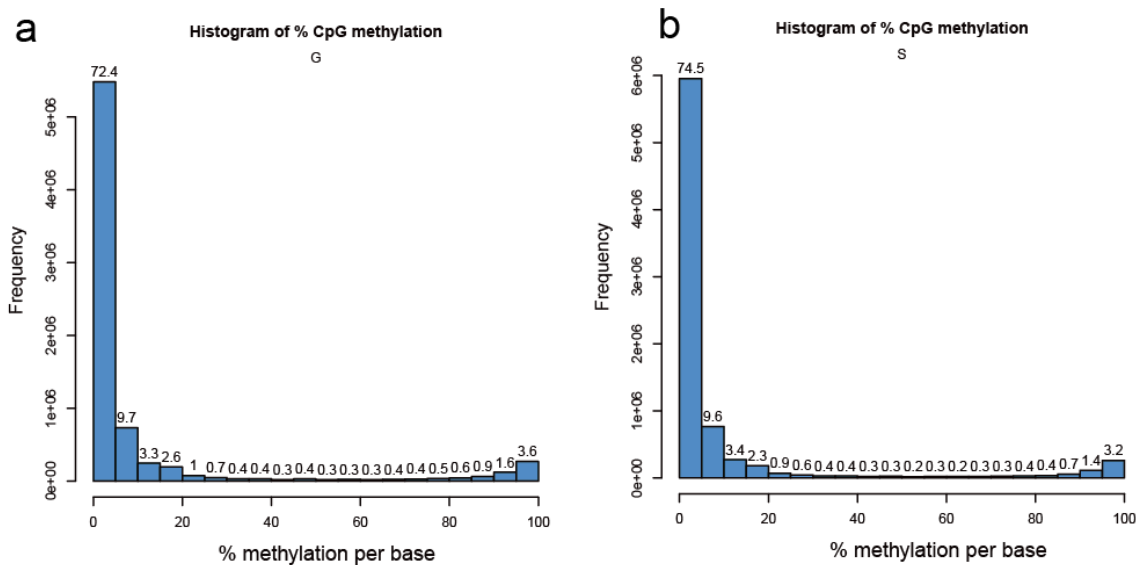 a
Histogram of % CpG methylation
G
72.4
9.7
3.3
2.6
1
0.7
0.4
0.4
0.3
0.4
0.3
0.3
0.3
0.4
0.4
0.5
0.6
0.9
1.6
3.6
Frequency
0e+00
1e+06
2e+06
3e+06
4e+06
5e+06
0 20 40 60 80 100
% methylation per base
b
Histogram of % CpG methylation
S
74.5
9.6
3.4
2.3
0.9
0.6
0.4
0.4
0.3
0.3
0.2
0.3
0.2
0.3
0.3
0.4
0.4
0.7
1.4
3.2
Frequency
0e+00
1e+06
2e+06
3e+06
4e+06
5e+06
6e+06
0 20 40 60 80 100
% methylation per base